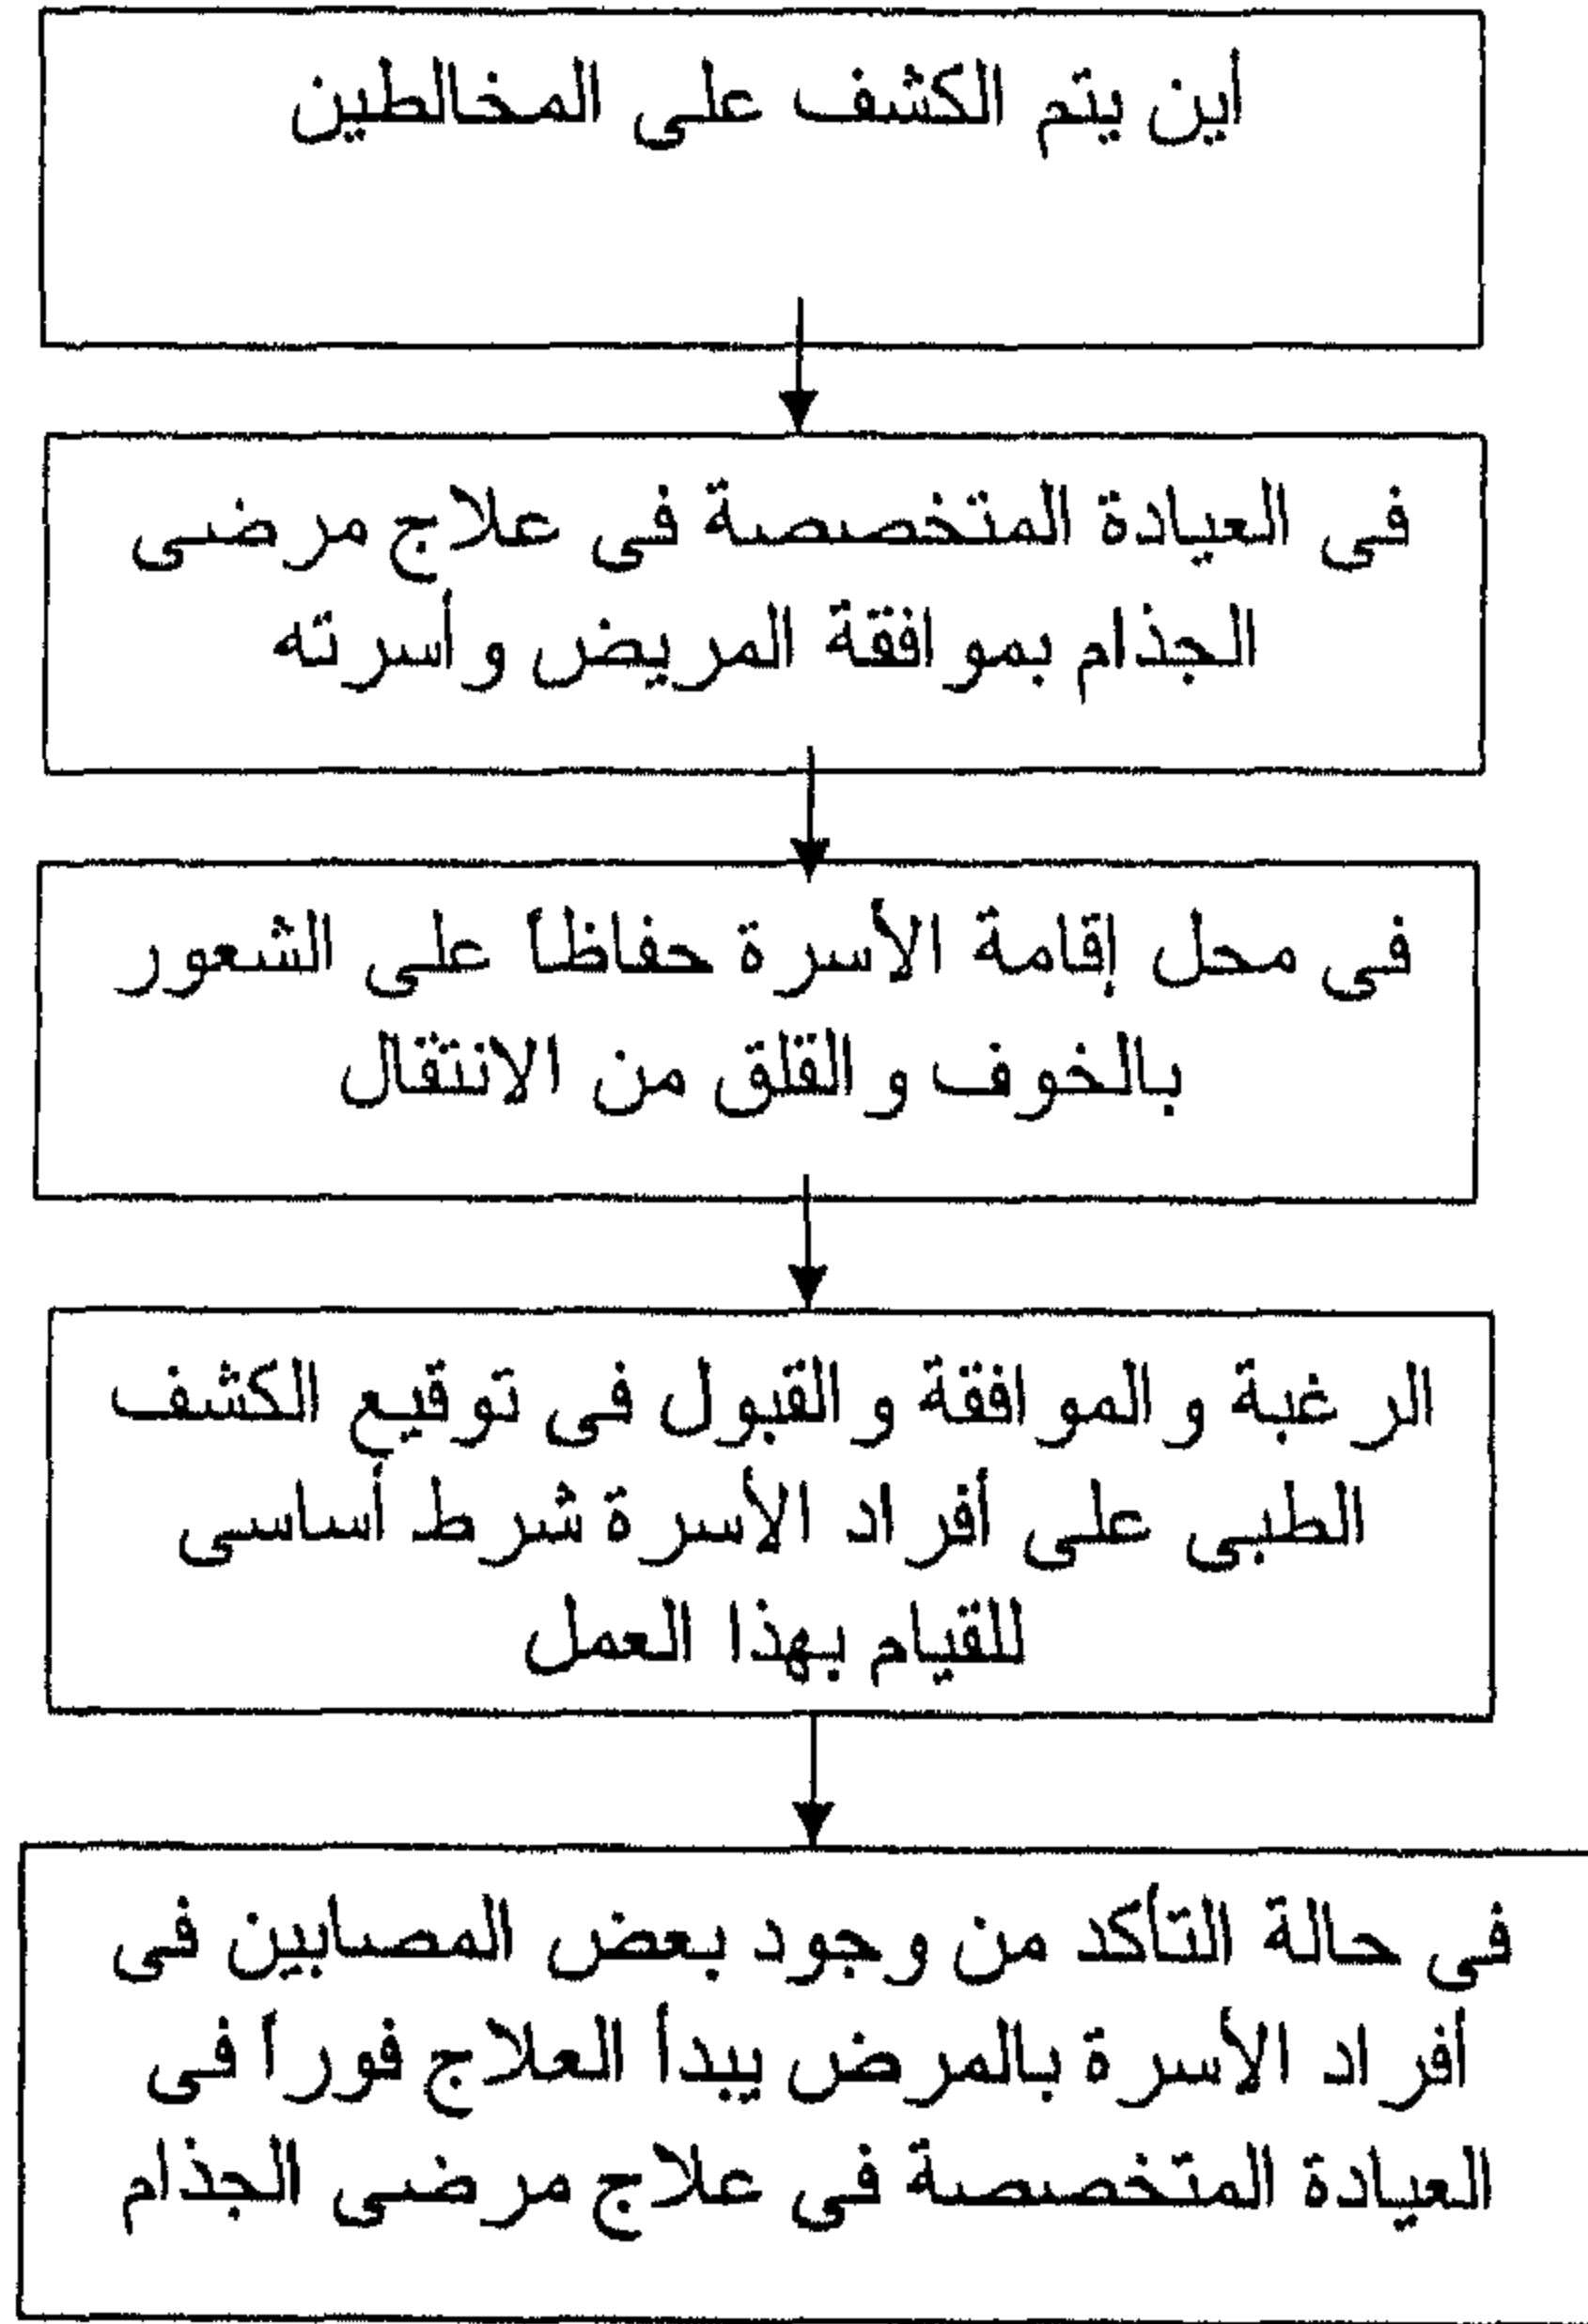 أين يتم الكشف على المخالطين
فى العيادة المتخصصة فى علاج مرضى
الجذام بموافقة المريض وأسرته
فى محل إقامة الأسرة حفاظاً على الشعور
بالخوف والقلق من الانتقال
الرغبة والموافقة والقبول فى توقيع الكشف
الطبى على أفراد الأسرة شرط أساسى
للقيام بهذا العمل
فى حالة التأكد من وجود بعض المصابين فى
أفراد الأسرة بالمرض يبدأ العلاج فوراً فى
العيادة المتخصصة فى علاج مرضى الجذام